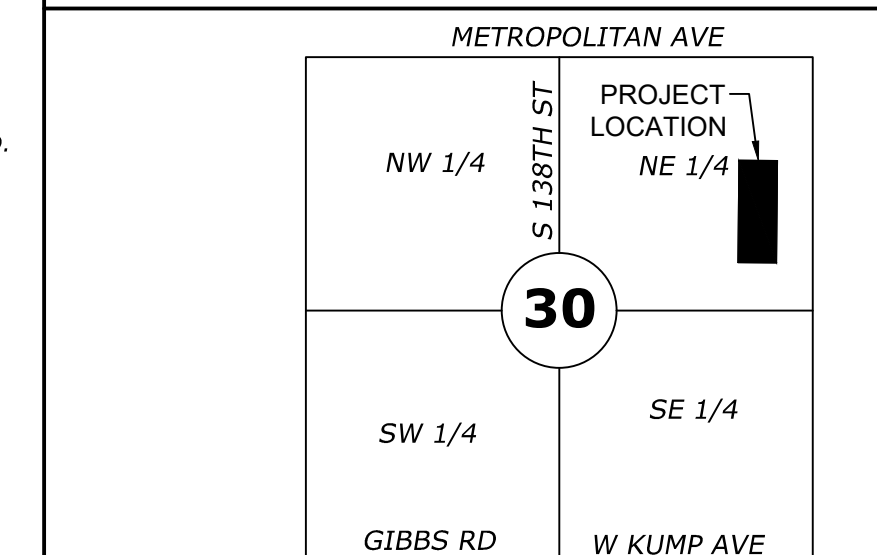 METROPOLITAN AVE
S 138TH ST
PROJECT
LOCATION
NW 1/4
NE 1/4
30
SW 1/4
SE 1/4
GIBBS RD
W KUMP AVE